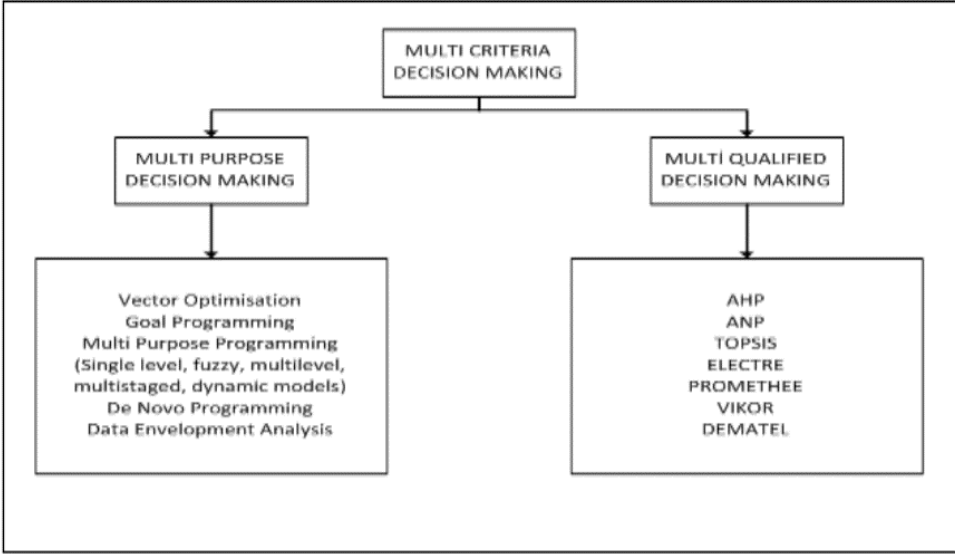 MULTI CRITERIA
DECISION MAKING
MULTI PURPOSE
DECISION MAKING
MULTİ QUALIFIED
DECISION MAKING
Vector Optimisation
Goal Programming
Multi Purpose Programming
(Single level, fuzzy, multilevel,
multistaged, dynamic models)
De Novo Programming
Data Envelopment Analysis
AHP
ANP
TOPSIS
ELECTRE
PROMETHEE
VIKOR
DEMATEL